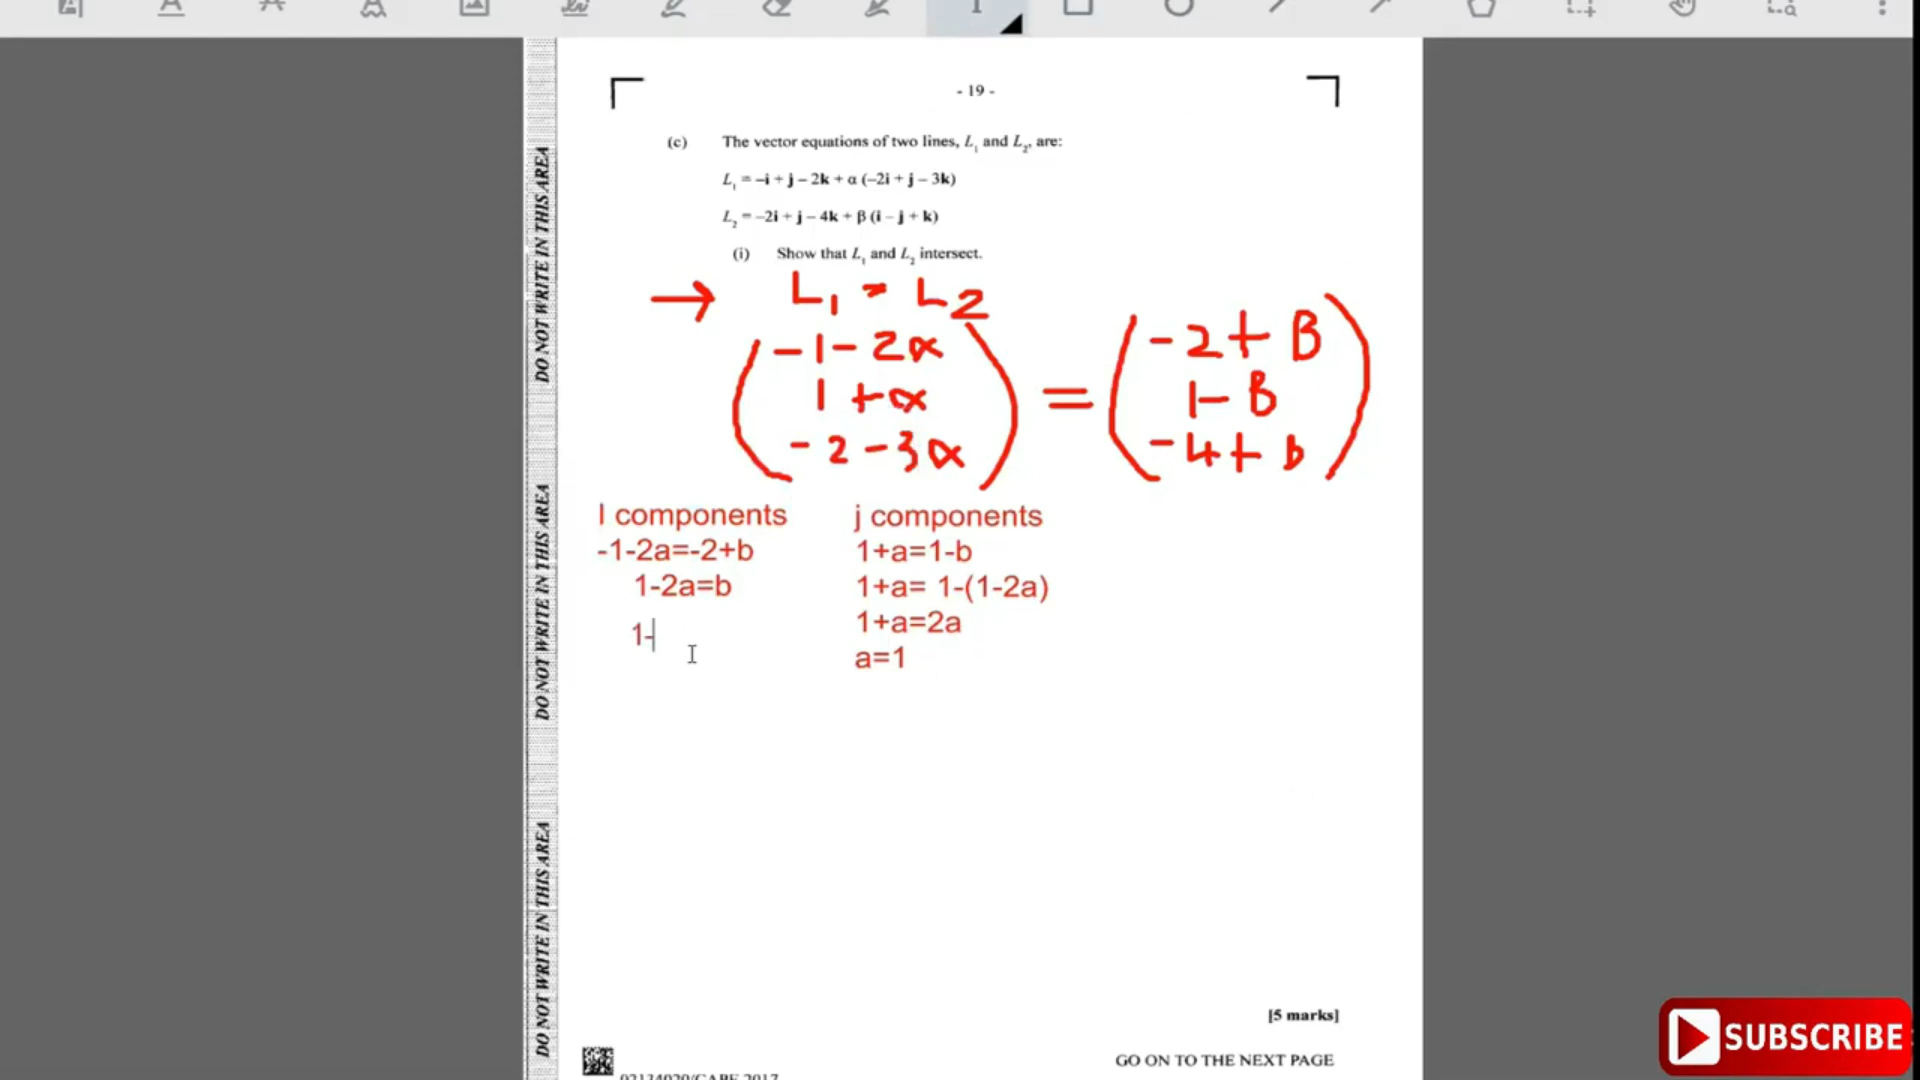 - 19 -
(c) The vector equations of two lines, L₁ and L₂, are:
L₁ = –i + j – 2k + α (–2i + j – 3k)
L₂ = –2i + j – 4k + β (i – j + k)
(i) Show that L₁ and L₂ intersect.
→ L₁ = L₂
-1-2α -2+B
1+α = 1-B
-2-3α -4+b
I components j components
-1-2a=-2+b 1+a=1-b
1-2a=b 1+a= 1-(1-2a)
1- 1+a=2a
a=1
DO NOT WRITE IN THIS AREA
DO NOT WRITE IN THIS AREA
DO NOT WRITE IN THIS AREA
[5 marks]
GO ON TO THE NEXT PAGE
02134020/CAPE 2017
SUBSCRIBE